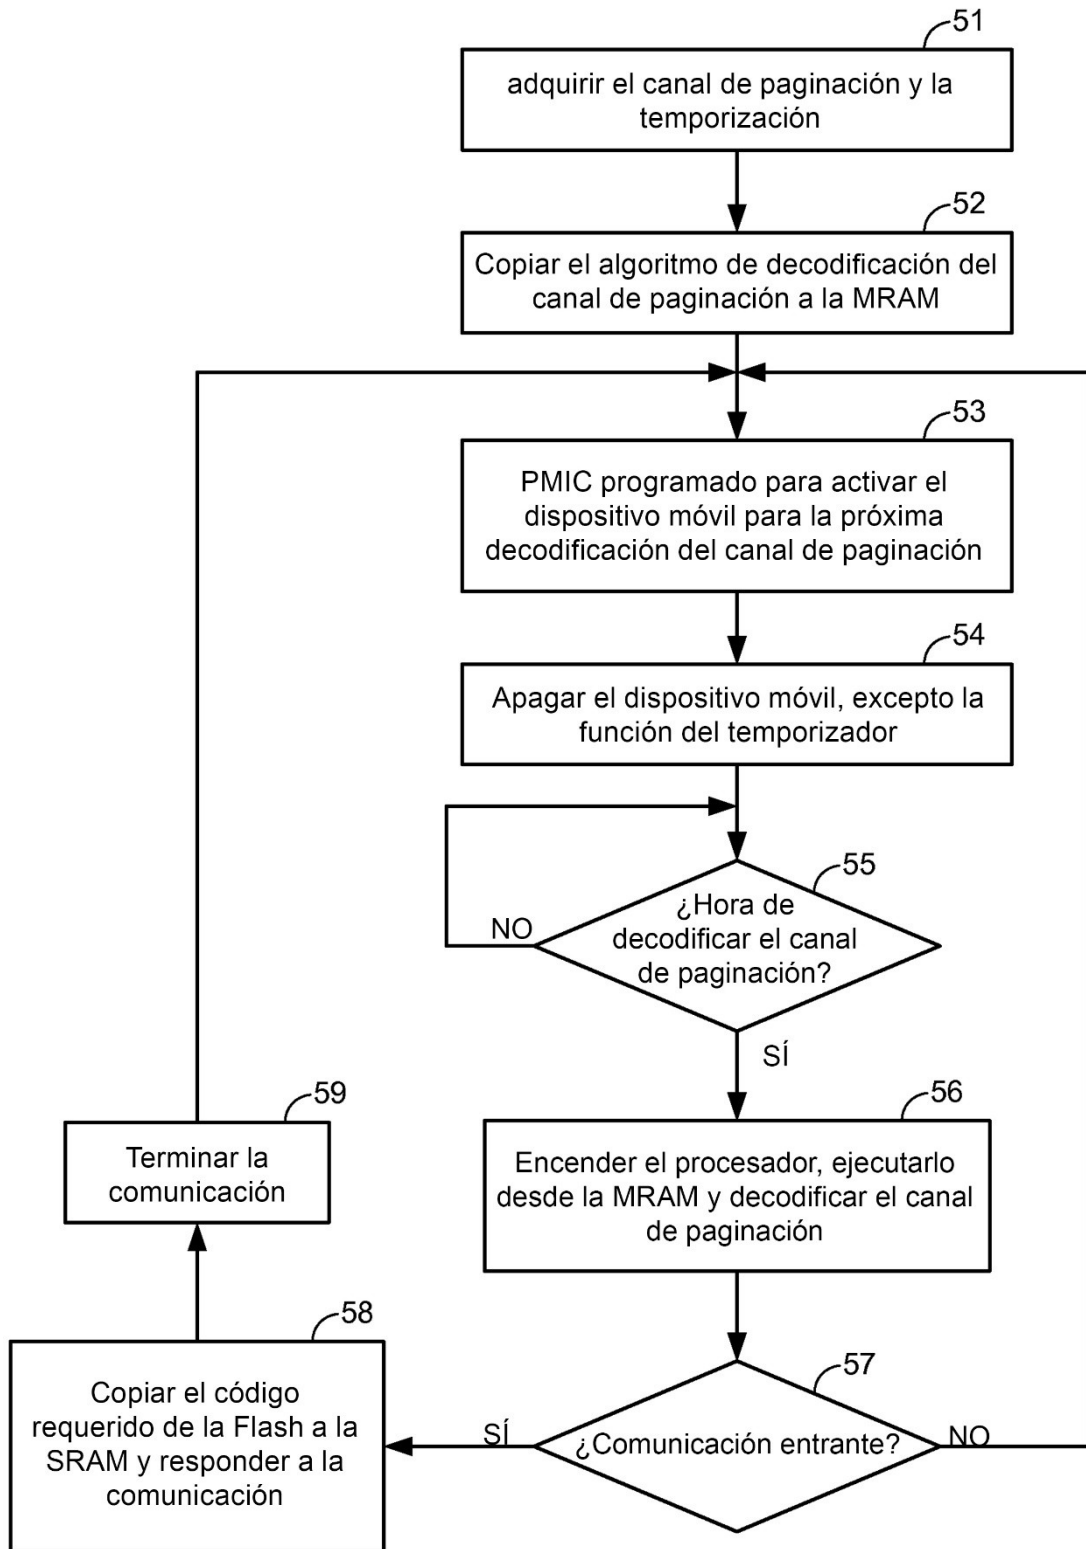 51
adquirir el canal de paginación y la
temporización
52
Copiar el algoritmo de decodificación del
canal de paginación a la MRAM
53
PMIC programado para activar el
dispositivo móvil para la próxima
decodificación del canal de paginación
54
Apagar el dispositivo móvil, excepto la
función del temporizador
55
¿Hora de
decodificar el canal
de paginación?
NO
SÍ
56
Encender el procesador, ejecutarlo
desde la MRAM y decodificar el canal
de paginación
57
¿Comunicación entrante?
SÍ
NO
58
Copiar el código
requerido de la Flash a la
SRAM y responder a la
comunicación
59
Terminar la
comunicación